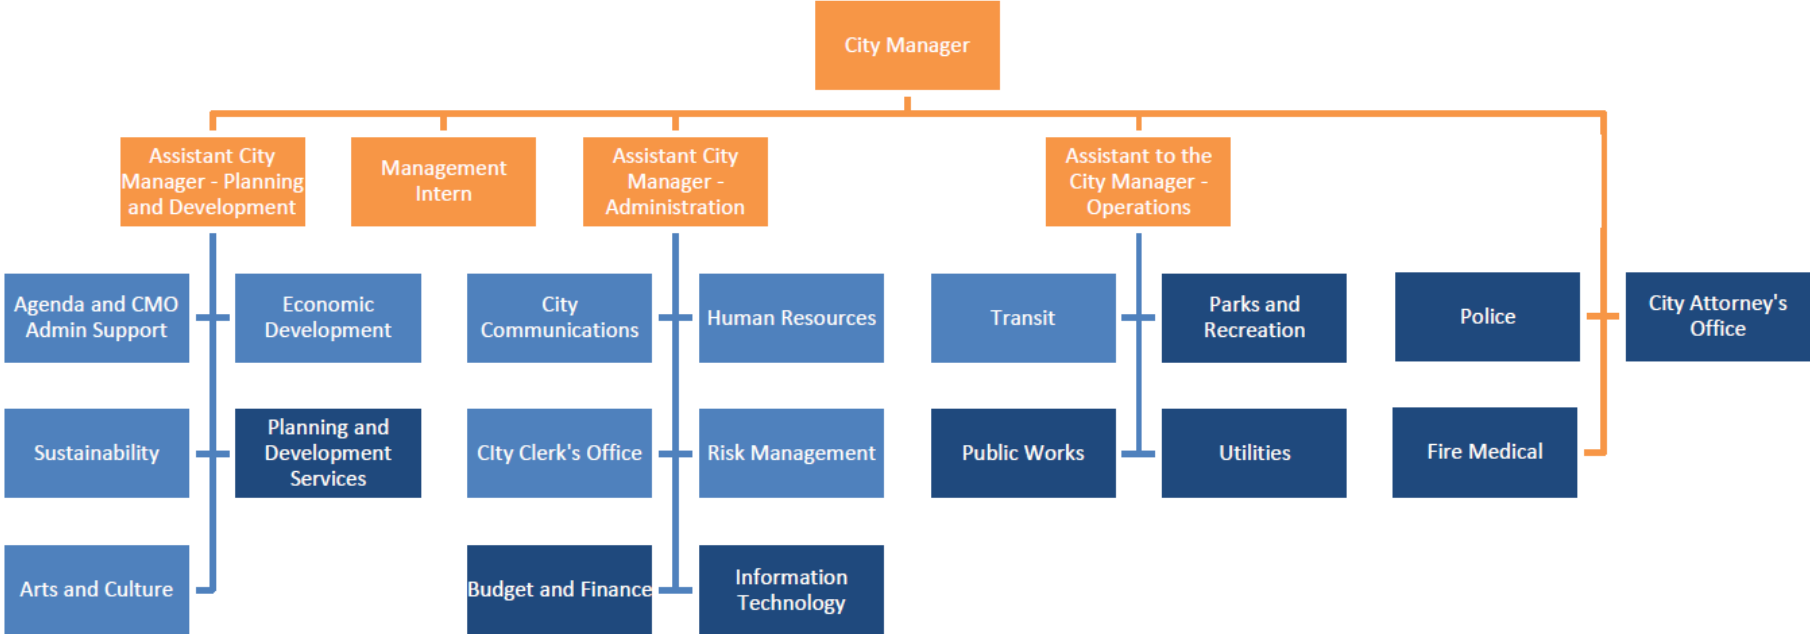 City Manager
Assistant City
Manager - Planning
and Development
Management
Intern
Assistant City
Manager -
Administration
Assistant to the
City Manager -
Operations
Agenda and CMO
Admin Support
Economic
Development
City
Communications
Human Resources
Transit
Parks and
Recreation
Police
City Attorney's
Office
Sustainability
Planning and
Development
Services
CIty Clerk's Office
Risk Management
Public Works
Utilities
Fire Medical
Arts and Culture
Budget and Finance
Information
Technology